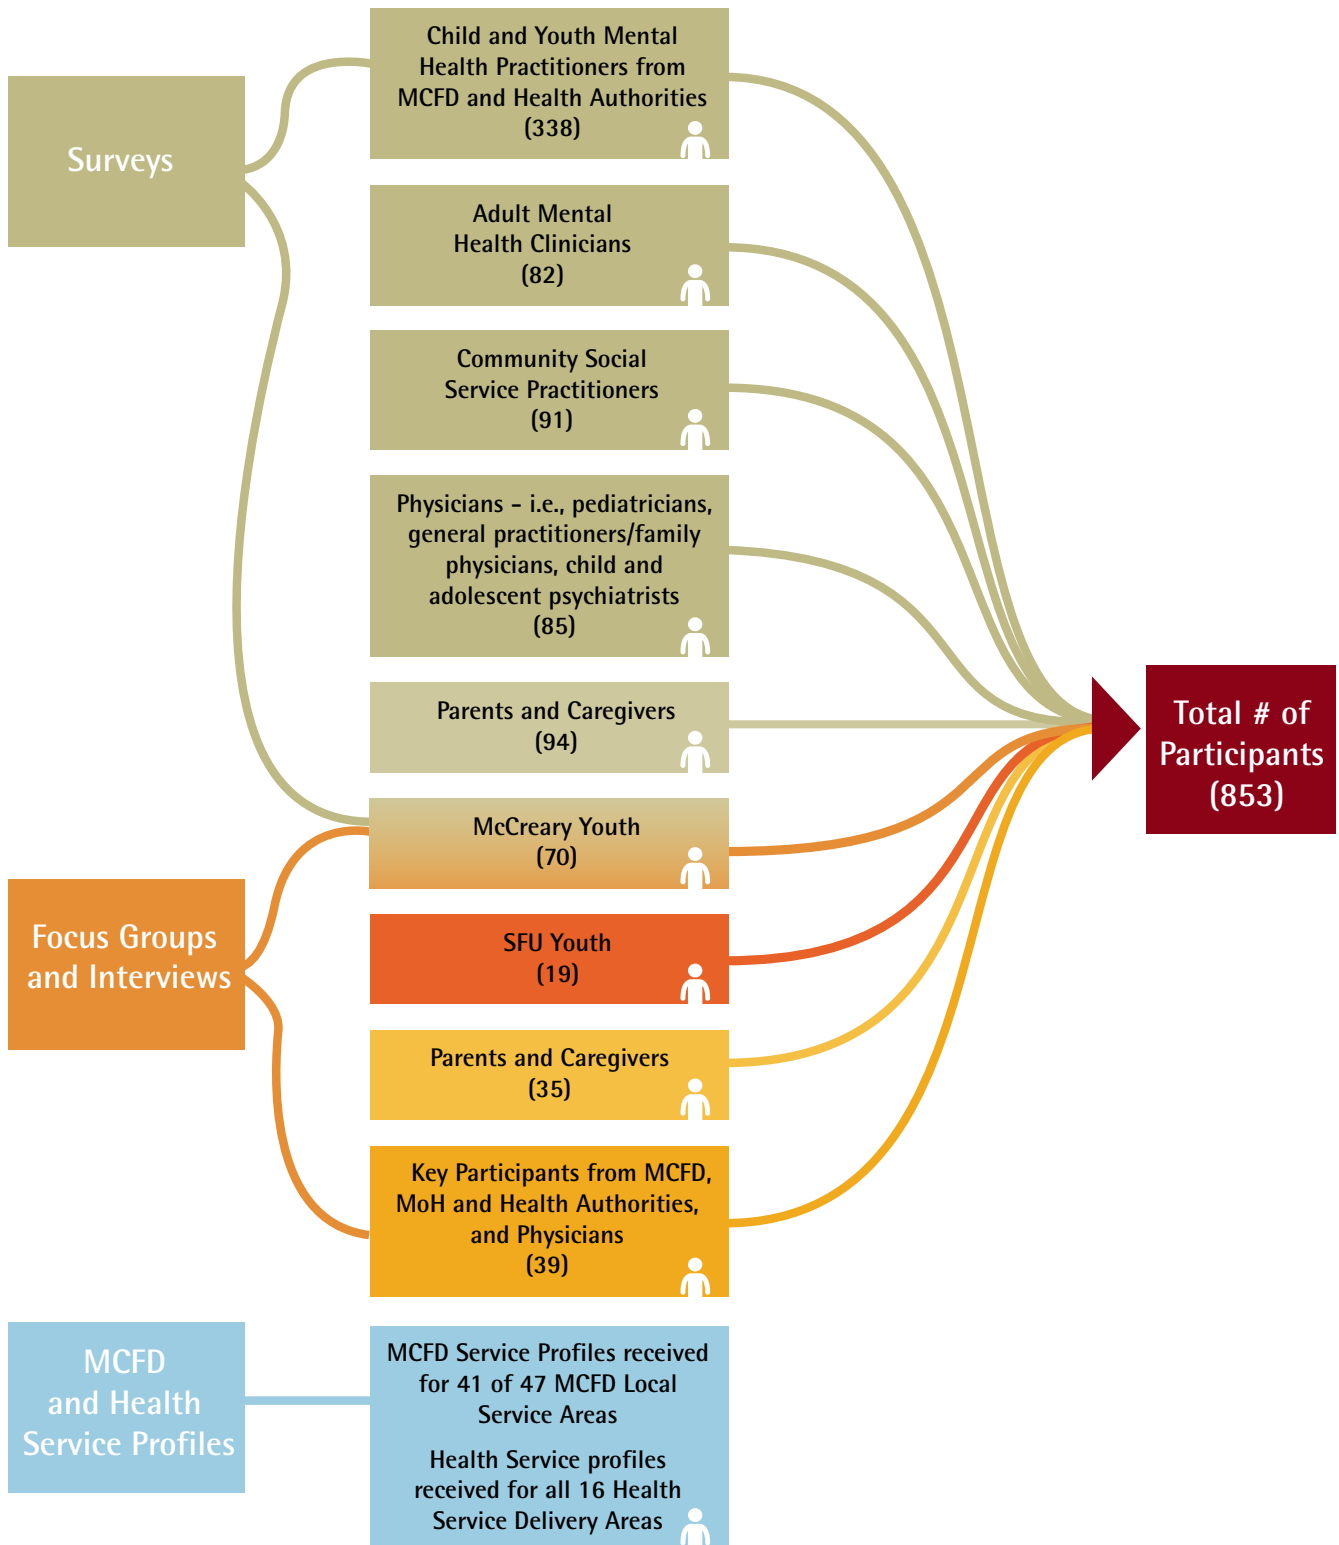 Surveys
Child and Youth Mental
Health Practitioners from
MCFD and Health Authorities
(338)
Adult Mental
Health Clinicians
(82)
Community Social
Service Practitioners
(91)
Physicians - i.e., pediatricians,
general practitioners/family
physicians, child and
adolescent psychiatrists
(85)
Parents and Caregivers
(94)
McCreary Youth
(70)
Focus Groups
and Interviews
SFU Youth
(19)
Parents and Caregivers
(35)
Key Participants from MCFD,
MoH and Health Authorities,
and Physicians
(39)
Total # of
Participants
(853)
MCFD
and Health
Service Profiles
MCFD Service Profiles received
for 41 of 47 MCFD Local
Service Areas
Health Service profiles
received for all 16 Health
Service Delivery Areas